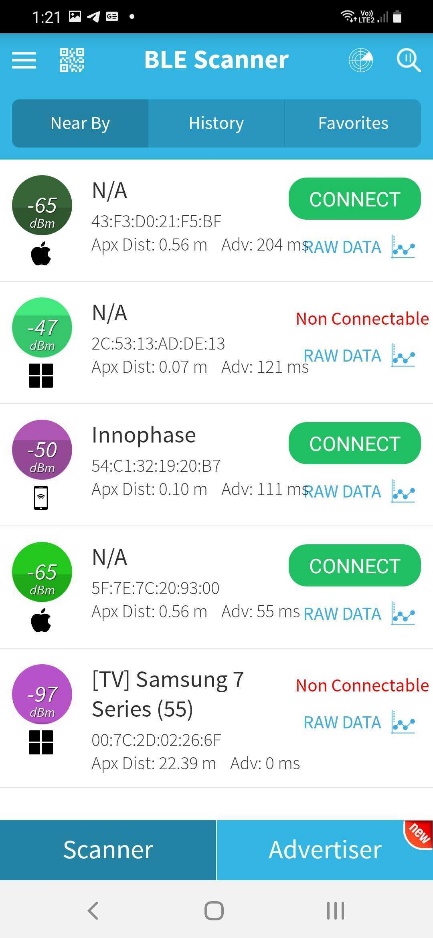 1:21
Vo))
LTE2
BLE Scanner
Near By
History
Favorites
-65
dBm
N/A
43:F3:D0:21:F5:BF
Apx Dist: 0.56 m Adv: 204 ms
CONNECT
RAW DATA
-47
dBm
N/A
2C:53:13:AD:DE:13
Apx Dist: 0.07 m Adv: 121 ms
Non Connectable
RAW DATA
-50
dBm
Innophase
54:C1:32:19:20:B7
Apx Dist: 0.10 m Adv: 111 ms
CONNECT
RAW DATA
-65
dBm
N/A
5F:7E:7C:20:93:00
Apx Dist: 0.56 m Adv: 55 ms
CONNECT
RAW DATA
-97
dBm
[TV] Samsung 7
Series (55)
00:7C:2D:02:26:6F
Apx Dist: 22.39 m Adv: 0 ms
Non Connectable
RAW DATA
Scanner
Advertiser
new